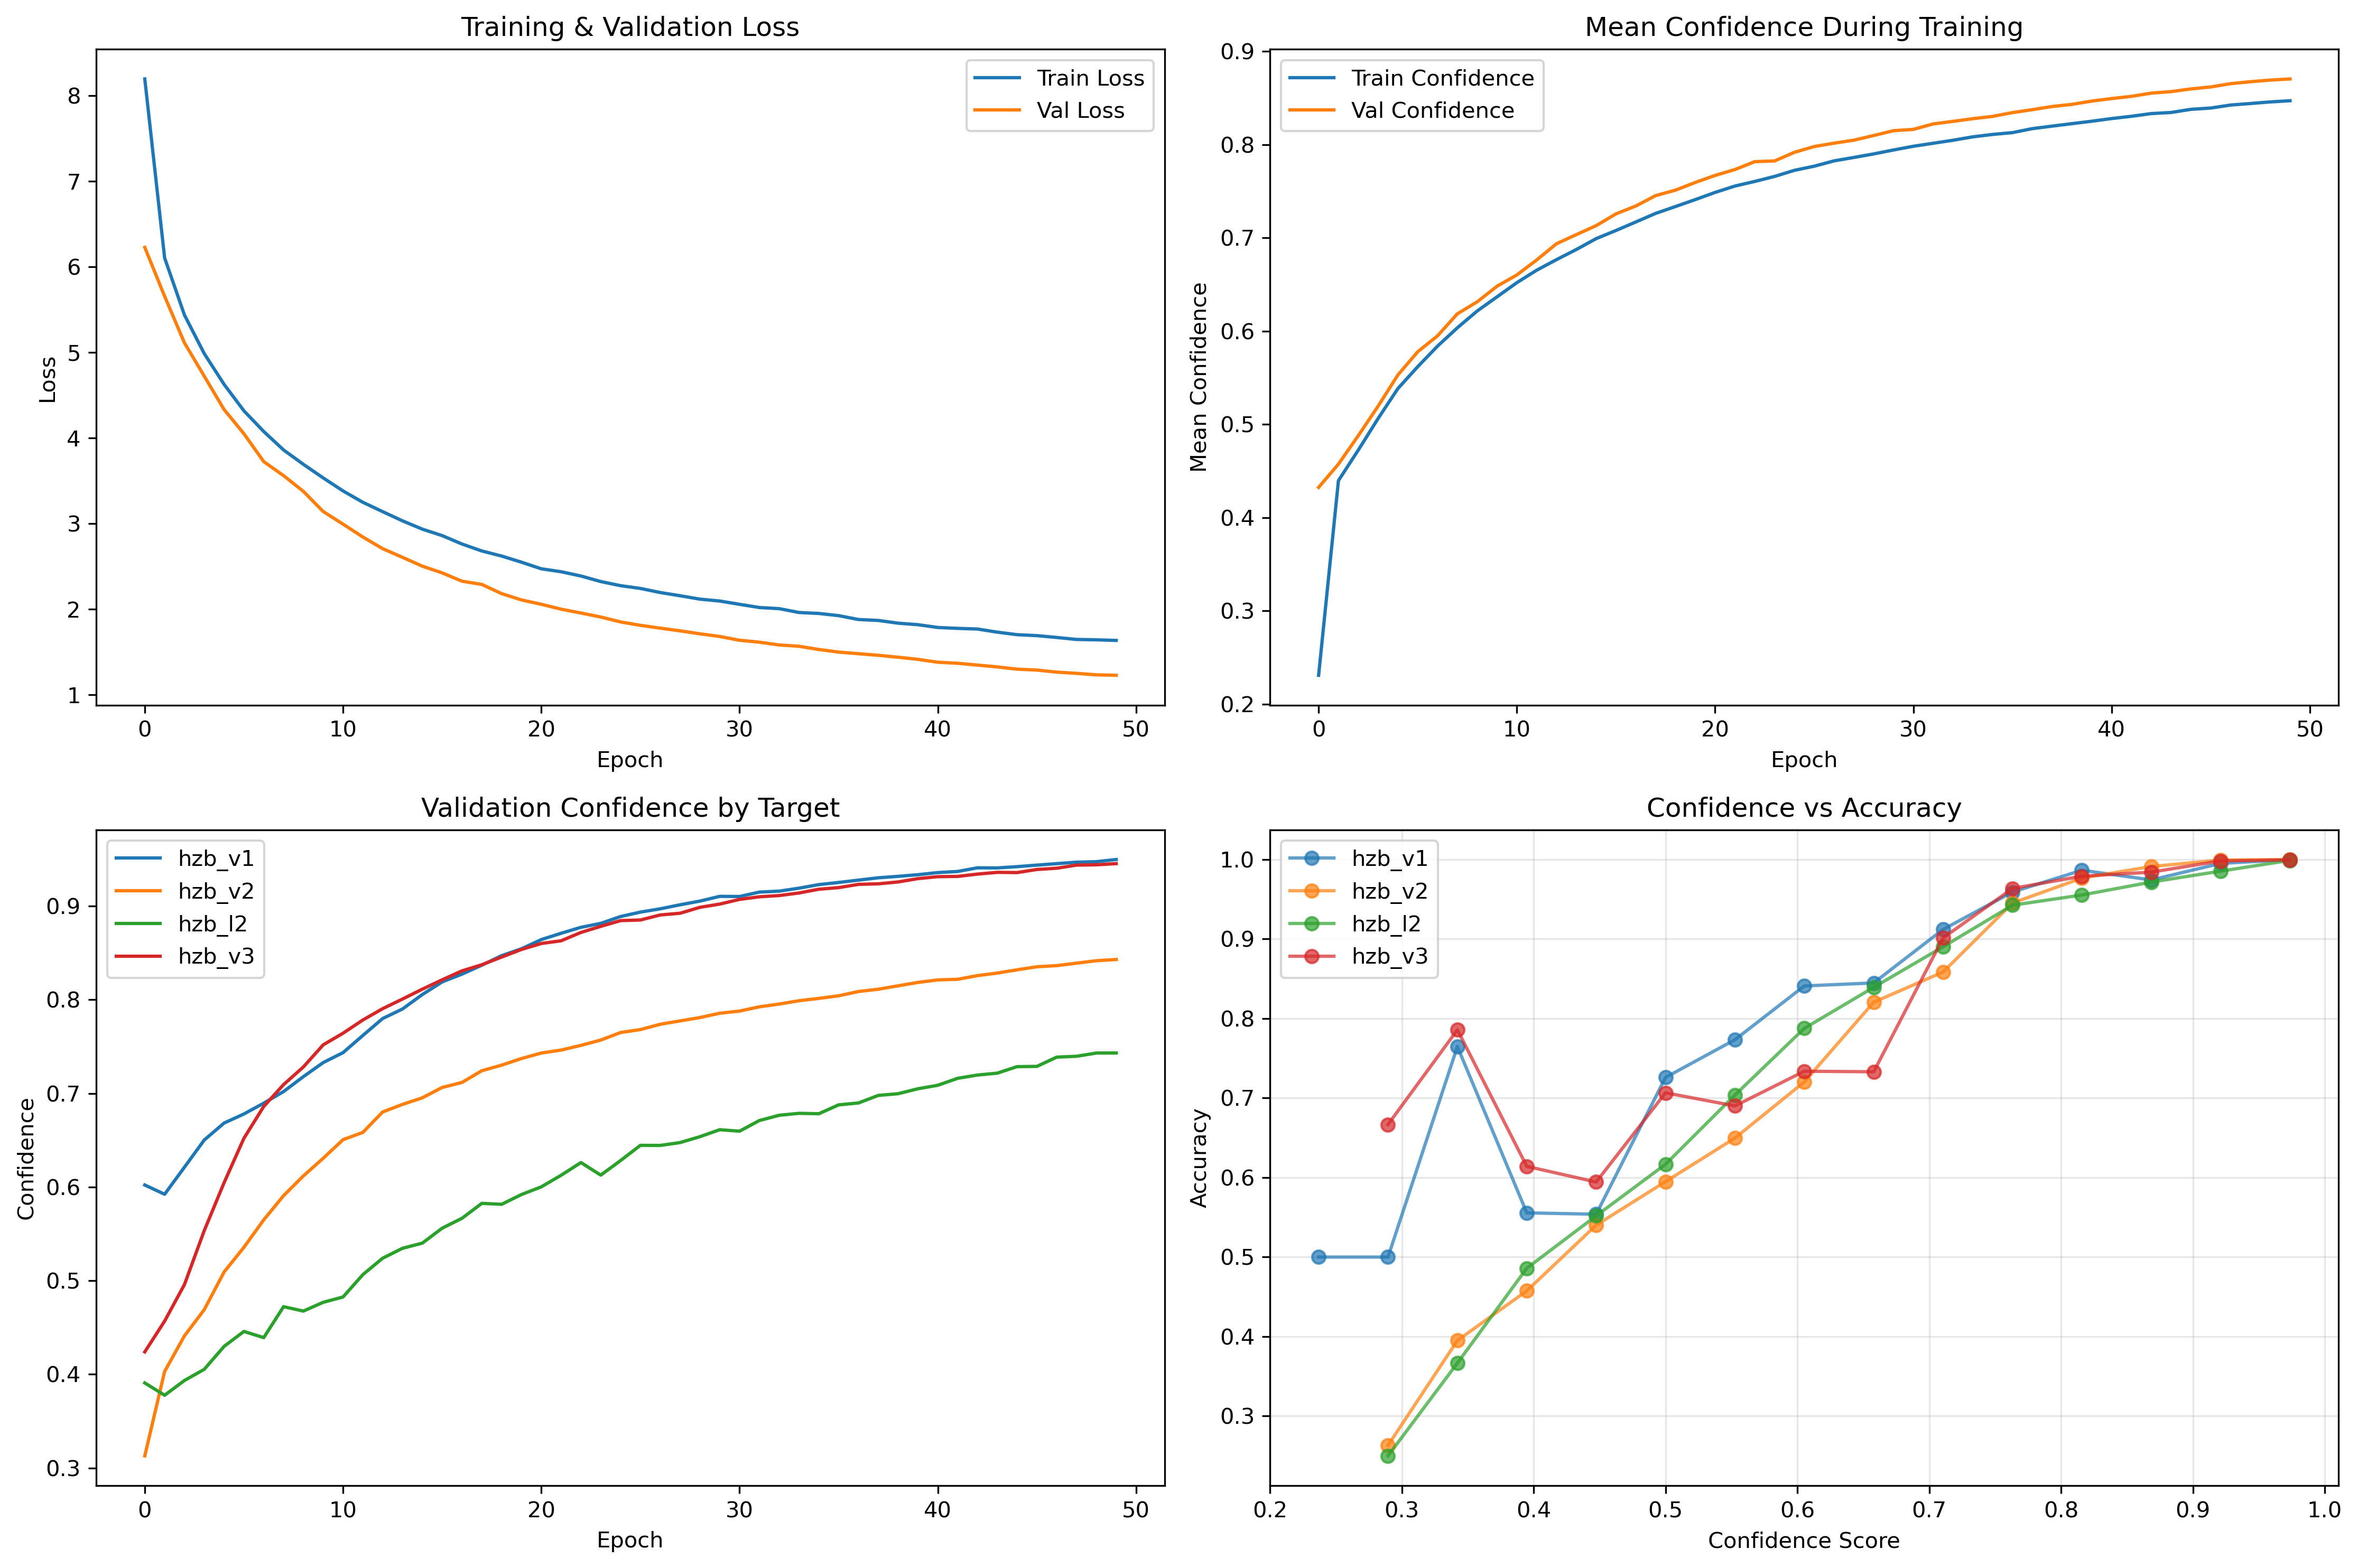 Training & Validation Loss
Loss
8
7
6
5
4
3
2
1
0 10 20 30 40 50
Epoch
Train Loss
Val Loss
Mean Confidence During Training
Mean Confidence
0.9
0.8
0.7
0.6
0.5
0.4
0.3
0.2
0 10 20 30 40 50
Epoch
Train Confidence
Val Confidence
Validation Confidence by Target
Confidence
0.9
0.8
0.7
0.6
0.5
0.4
0.3
0 10 20 30 40 50
Epoch
hzb_v1
hzb_v2
hzb_l2
hzb_v3
Confidence vs Accuracy
Accuracy
1.0
0.9
0.8
0.7
0.6
0.5
0.4
0.3
0.2 0.3 0.4 0.5 0.6 0.7 0.8 0.9 1.0
Confidence Score
hzb_v1
hzb_v2
hzb_l2
hzb_v3